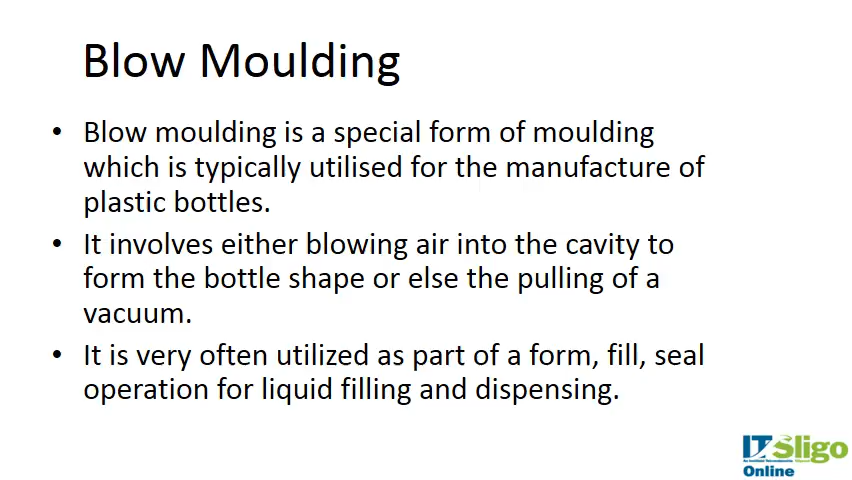 Blow Moulding
• Blow moulding is a special form of moulding
which is typically utilised for the manufacture of
plastic bottles.
• It involves either blowing air into the cavity to
form the bottle shape or else the pulling of a
vacuum.
• It is very often utilized as part of a form, fill, seal
operation for liquid filling and dispensing.
IT Sligo
Online